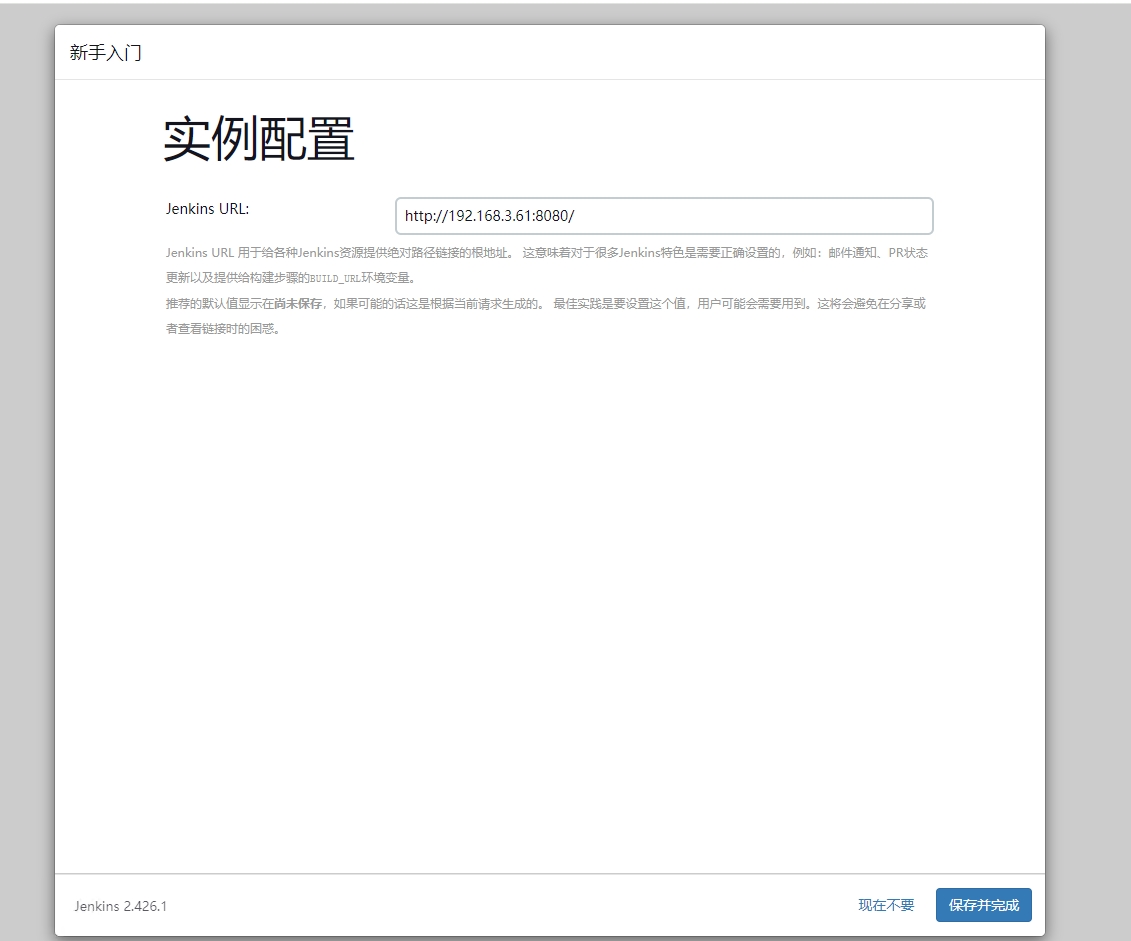 新手入门
实例配置
Jenkins URL:
http://192.168.3.61:8080/
Jenkins URL 用于给各种Jenkins资源提供绝对路径链接的根地址。 这意味着对于很多Jenkins特色是需要正确设置的，例如：邮件通知、PR状态
更新以及提供给构建步骤的BUILD_URL环境变量。
推荐的默认值显示在尚未保存，如果可能的话这是根据当前请求生成的。 最佳实践是要设置这个值，用户可能会需要用到。这将会避免在分享或
者查看链接时的困惑。
Jenkins 2.426.1
现在不要
保存并完成